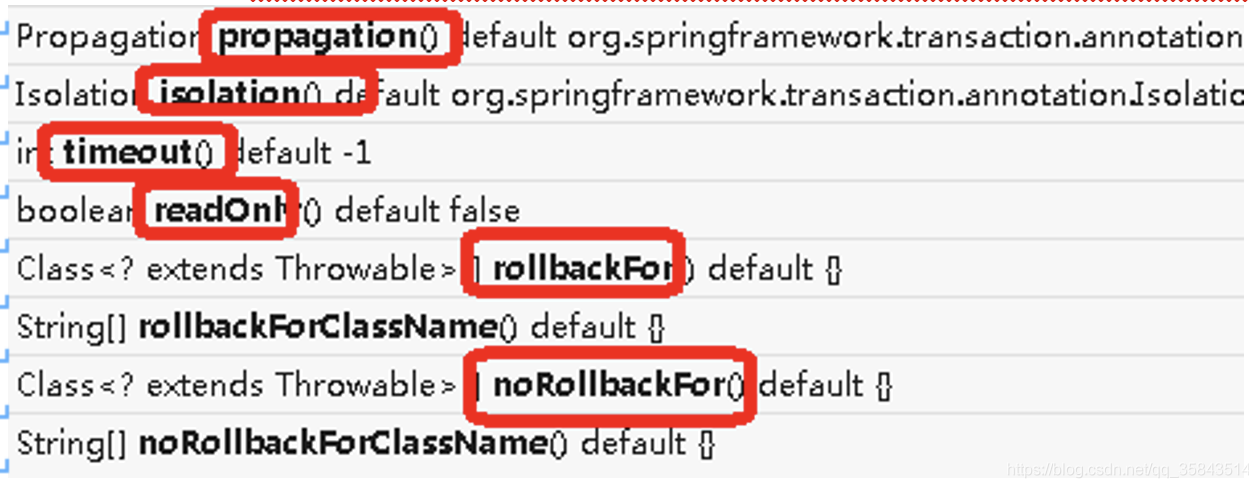 Propagation propagation() default org.springframework.transaction.annotation
Isolation isolation() default org.springframework.transaction.annotation.Isolatio
int timeout() default -1
boolean readOnly() default false
Class<? extends Throwable>[] rollbackFor() default {}
String[] rollbackForClassName() default {}
Class<? extends Throwable>[] noRollbackFor() default {}
String[] noRollbackForClassName() default {}
https://blog.csdn.net/qq_35843514